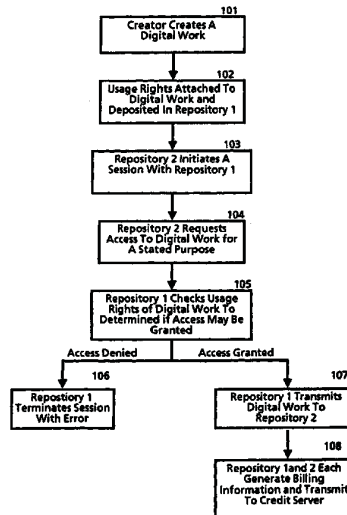 101
Creator Creates A
Digital Work
102
Usage Rights Attached To
Digital Work and
Deposited In Repository 1
103
Repository 2 Initiates A
Session With Repository 1
104
Repository 2 Requests
Access To Digital Work for
A Stated Purpose
105
Repository 1 Checks Usage
Rights of Digital Work To
Determined if Access May Be
Granted
Access Denied
Access Granted
106
Repostiory 1
Terminates Session
With Error
107
Repository 1 Transmits
Digital Work To
Repository 2
108
Repository 1and 2 Each
Generate Billing
Information and Transmit
To Credit Server